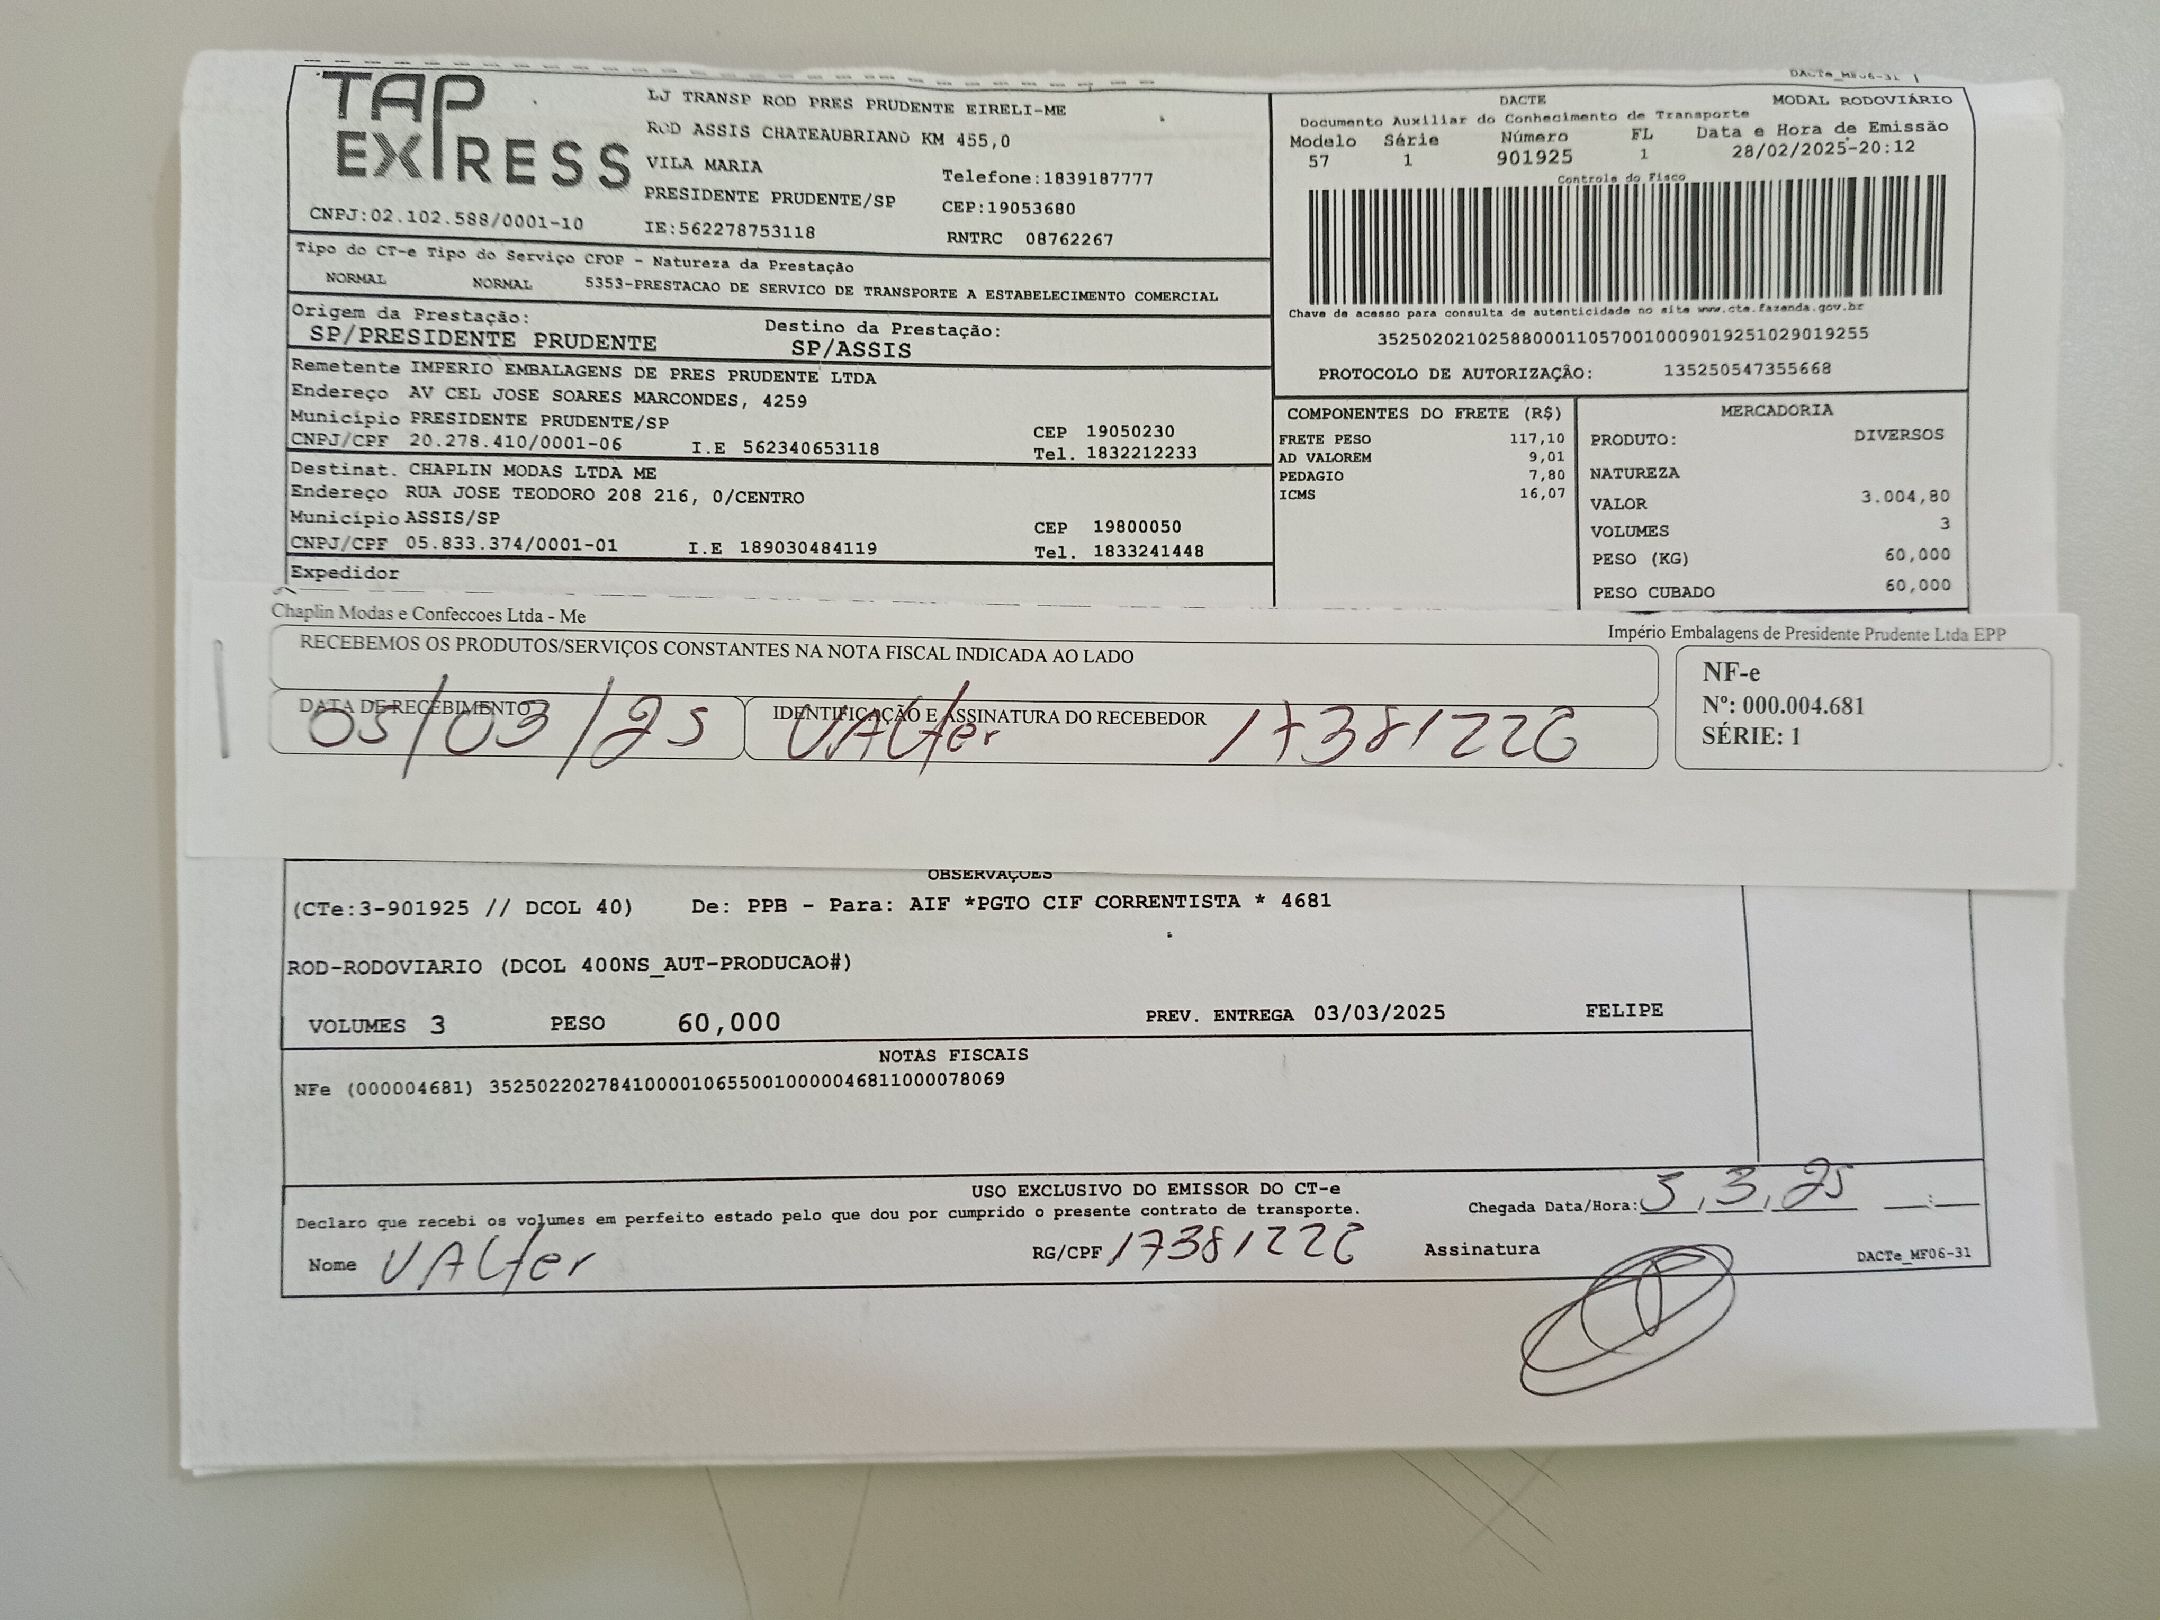 DACTe_MF06-31
TAP EXPRESS
LJ TRANSP ROD PRES PRUDENTE EIRELI-ME
ROD ASSIS CHATEAUBRIAND KM 455,0
VILA MARIA
Telefone:1839187777
PRESIDENTE PRUDENTE/SP
CEP:19053680
CNPJ:02.102.588/0001-10
IE:562278753118
RNTRC 08762267
DACTE
MODAL RODOVIÁRIO
Documento Auxiliar do Conhecimento de Transporte
Modelo Série Número FL Data e Hora de Emissão
57 1 901925 1 28/02/2025-20:12
Controle do Fisco
Chave de acesso para consulta de autenticidade no site www.cte.fazenda.gov.br
35250202102588000110570010009019251029019255
PROTOCOLO DE AUTORIZAÇÃO: 135250547355668
Tipo do CT-e Tipo do Serviço CFOP - Natureza da Prestação
NORMAL NORMAL 5353-PRESTACAO DE SERVICO DE TRANSPORTE A ESTABELECIMENTO COMERCIAL
Origem da Prestação: Destino da Prestação:
SP/PRESIDENTE PRUDENTE SP/ASSIS
Remetente IMPERIO EMBALAGENS DE PRES PRUDENTE LTDA
Endereço AV CEL JOSE SOARES MARCONDES, 4259
Município PRESIDENTE PRUDENTE/SP CEP 19050230
CNPJ/CPF 20.278.410/0001-06 I.E 562340653118 Tel. 1832212233
Destinat. CHAPLIN MODAS LTDA ME
Endereço RUA JOSE TEODORO 208 216, 0/CENTRO
Município ASSIS/SP CEP 19800050
CNPJ/CPF 05.833.374/0001-01 I.E 189030484119 Tel. 1833241448
Expedidor
COMPONENTES DO FRETE (R$)
FRETE PESO 117,10
AD VALOREM 9,01
PEDAGIO 7,80
ICMS 16,07
MERCADORIA
PRODUTO: DIVERSOS
NATUREZA
VALOR 3.004,80
VOLUMES 3
PESO (KG) 60,000
PESO CUBADO 60,000
Chaplin Modas e Confeccoes Ltda - Me
Império Embalagens de Presidente Prudente Ltda EPP
RECEBEMOS OS PRODUTOS/SERVIÇOS CONSTANTES NA NOTA FISCAL INDICADA AO LADO
DATA DE RECEBIMENTO
05/03/25
IDENTIFICAÇÃO E ASSINATURA DO RECEBEDOR
VALter 17381226
NF-e
Nº: 000.004.681
SÉRIE: 1
OBSERVAÇÕES
(CTe:3-901925 // DCOL 40) De: PPB - Para: AIF *PGTO CIF CORRENTISTA * 4681
ROD-RODOVIARIO (DCOL 400NS_AUT-PRODUCAO#)
VOLUMES 3 PESO 60,000 PREV. ENTREGA 03/03/2025 FELIPE
NOTAS FISCAIS
NFe (000004681) 35250220278410000106550010000046811000078069
USO EXCLUSIVO DO EMISSOR DO CT-e
Declaro que recebi os volumes em perfeito estado pelo que dou por cumprido o presente contrato de transporte.
Chegada Data/Hora: 5,3,25
Nome VALter RG/CPF 17381226 Assinatura
DACTe_MF06-31